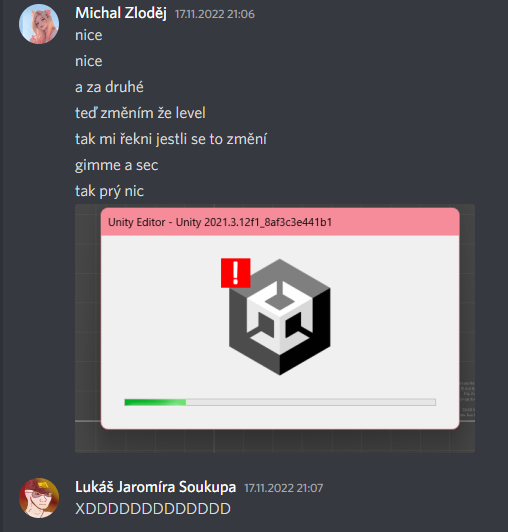 Michal Zloděj 17.11.2022 21:06
nice
nice
a za druhé
teď změním že level
tak mi řekni jestli se to změní
gimme a sec
tak prý nic
Unity Editor - Unity 2021.3.12f1_8af3c3e441b1
!
Lukáš Jaromíra Soukupa 17.11.2022 21:07
XDDDDDDDDDDDDD